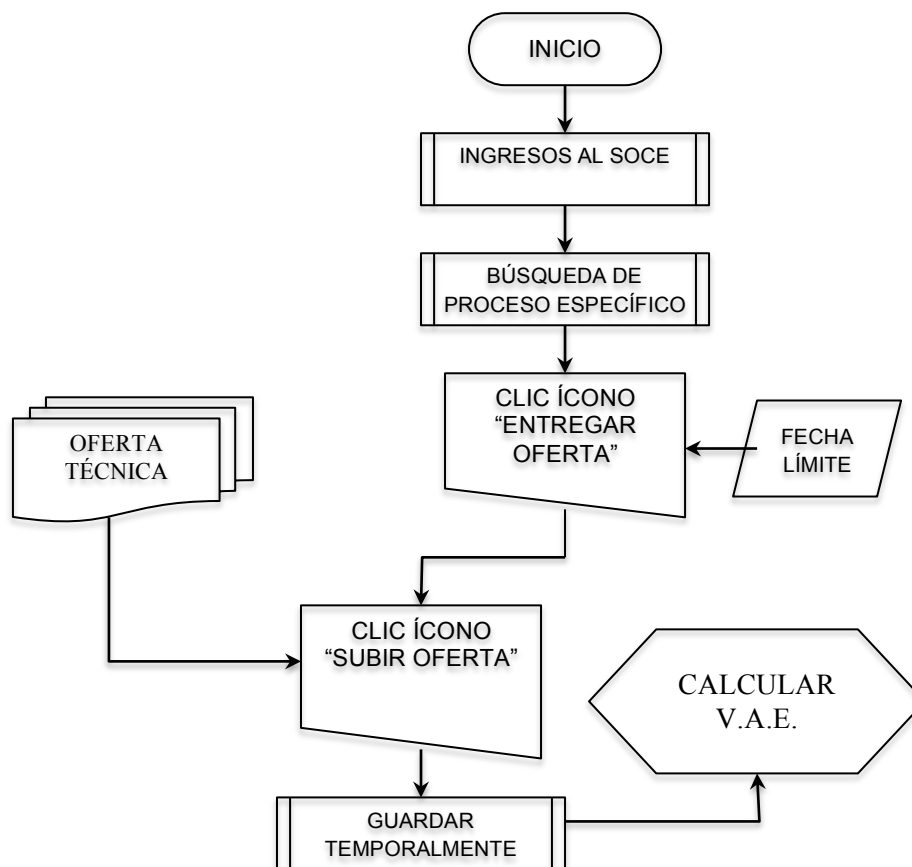 INICIO
INGRESOS AL SOCE
BÚSQUEDA DE
PROCESO ESPECÍFICO
CLIC ÍCONO
“ENTREGAR
OFERTA”
FECHA
LÍMITE
OFERTA
TÉCNICA
CLIC ÍCONO
“SUBIR OFERTA”
CALCULAR
V.A.E.
GUARDAR
TEMPORALMENTE